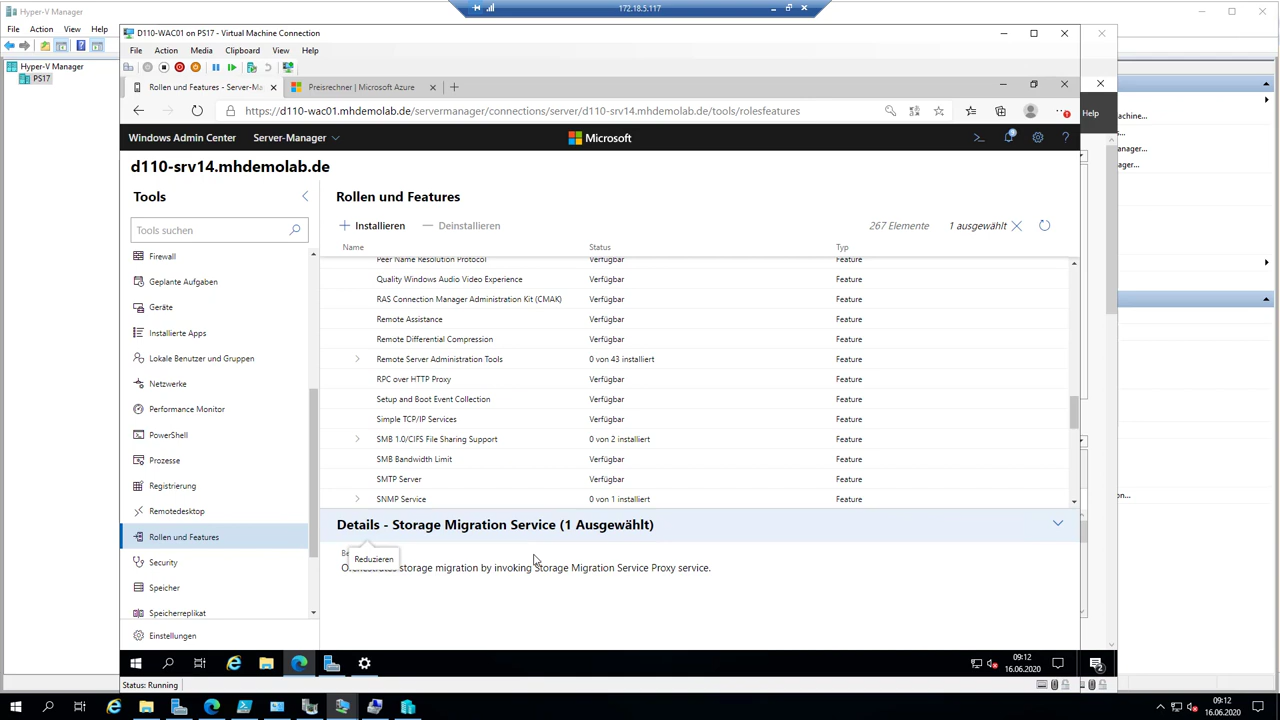 Hyper-V Manager
172.18.5.117
File Action View Help
D110-WAC01 on PS17 - Virtual Machine Connection
File Action Media Clipboard View Help
Hyper-V Manager
PS17
Rollen und Features - Server-Ma
Preisrechner | Microsoft Azure
https://d110-wac01.mhdemolab.de/servermanager/connections/server/d110-srv14.mhdemolab.de/tools/rolesfeatures
Help
achine...
Windows Admin Center Server-Manager Microsoft
anager...
ager...
d110-srv14.mhdemolab.de
Tools
Rollen und Features
Tools suchen
Installieren Deinstallieren 267 Elemente 1 ausgewählt
Name Status Typ
Firewall
Geplante Aufgaben
Geräte
Installierte Apps
Lokale Benutzer und Gruppen
Netzwerke
Performance Monitor
PowerShell
Prozesse
Registrierung
Remotedesktop
Rollen und Features
Security
Speicher
Speicherreplikat
Einstellungen
Peer Name Resolution Protocol Verfügbar Feature
Quality Windows Audio Video Experience Verfügbar Feature
RAS Connection Manager Administration Kit (CMAK) Verfügbar Feature
Remote Assistance Verfügbar Feature
Remote Differential Compression Verfügbar Feature
Remote Server Administration Tools 0 von 43 installiert Feature
RPC over HTTP Proxy Verfügbar Feature
Setup and Boot Event Collection Verfügbar Feature
Simple TCP/IP Services Verfügbar Feature
SMB 1.0/CIFS File Sharing Support 0 von 2 installiert Feature
SMB Bandwidth Limit Verfügbar Feature
SMTP Server Verfügbar Feature
SNMP Service 0 von 1 installiert Feature
on...
Details - Storage Migration Service (1 Ausgewählt)
Be
Reduzieren
Orchestrates storage migration by invoking Storage Migration Service Proxy service.
09:12
16.06.2020
2
Status: Running
09:12
16.06.2020